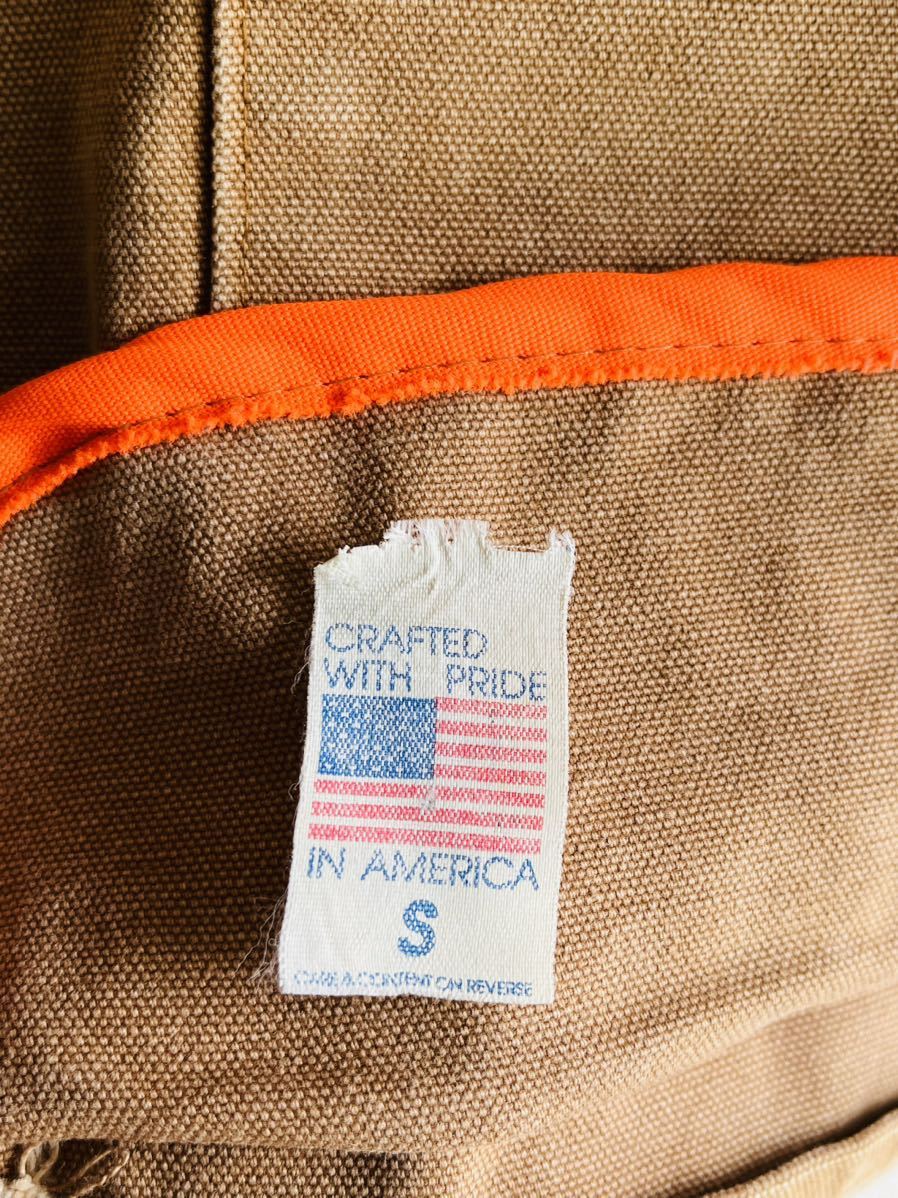 CRAFTED
WITH PRIDE
IN AMERICA
S
CARE & CONTENT ON REVERSE